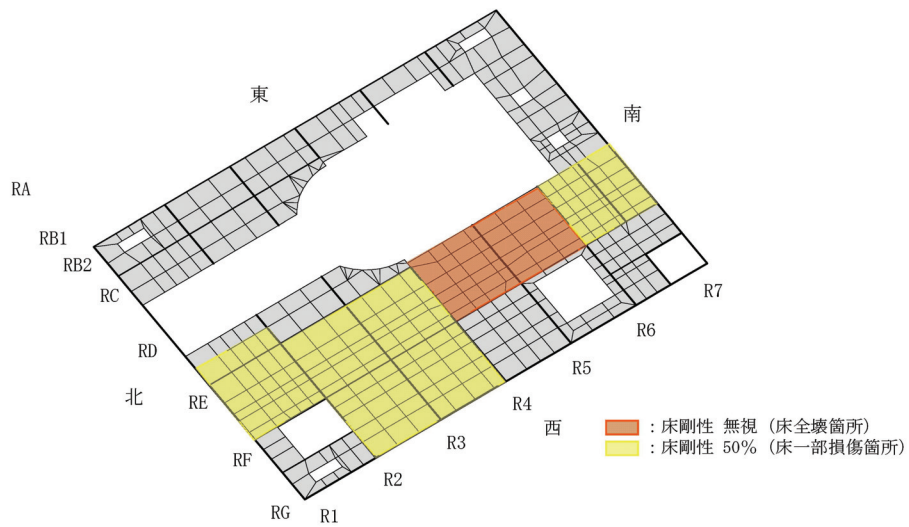 東
南
RA
RB1
RB2
RC
RD
RE
RF
RG
北
西
R1
R2
R3
R4
R5
R6
R7
：床剛性 無視（床全壊箇所）
：床剛性 50%（床一部損傷箇所）